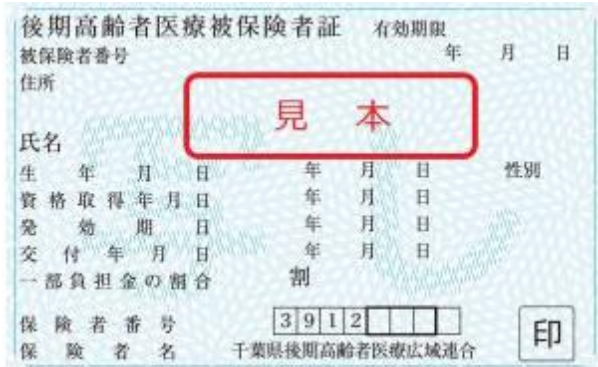 後期高齢者医療被保険者証 有効期限
被保険者番号 年 月 日
住所
見 本
氏名
生 年 月 日 年 月 日 性別
資格取得年月日 年 月 日
発 効 期 日 年 月 日
交 付 年 月 日 年 月 日
一部負担金の割合 割
保 険 者 番 号 3912
保 険 者 名 千葉県後期高齢者医療広域連合 印